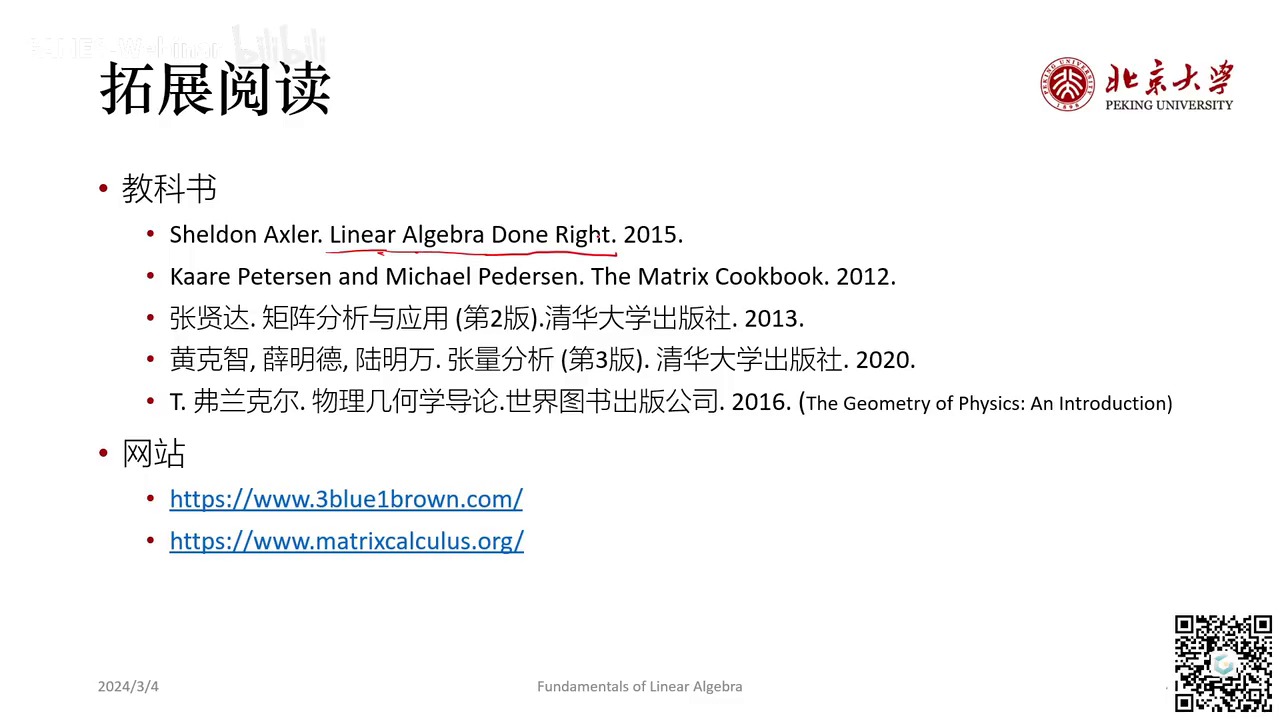 bilibili
拓展阅读
北京大学
PEKING UNIVERSITY
• 教科书
• Sheldon Axler. Linear Algebra Done Right. 2015.
• Kaare Petersen and Michael Pedersen. The Matrix Cookbook. 2012.
• 张贤达. 矩阵分析与应用 (第2版).清华大学出版社. 2013.
• 黄克智, 薛明德, 陆明万. 张量分析 (第3版). 清华大学出版社. 2020.
• T. 弗兰克尔. 物理几何学导论.世界图书出版公司. 2016. (The Geometry of Physics: An Introduction)
• 网站
• https://www.3blue1brown.com/
• https://www.matrixcalculus.org/
2024/3/4
Fundamentals of Linear Algebra